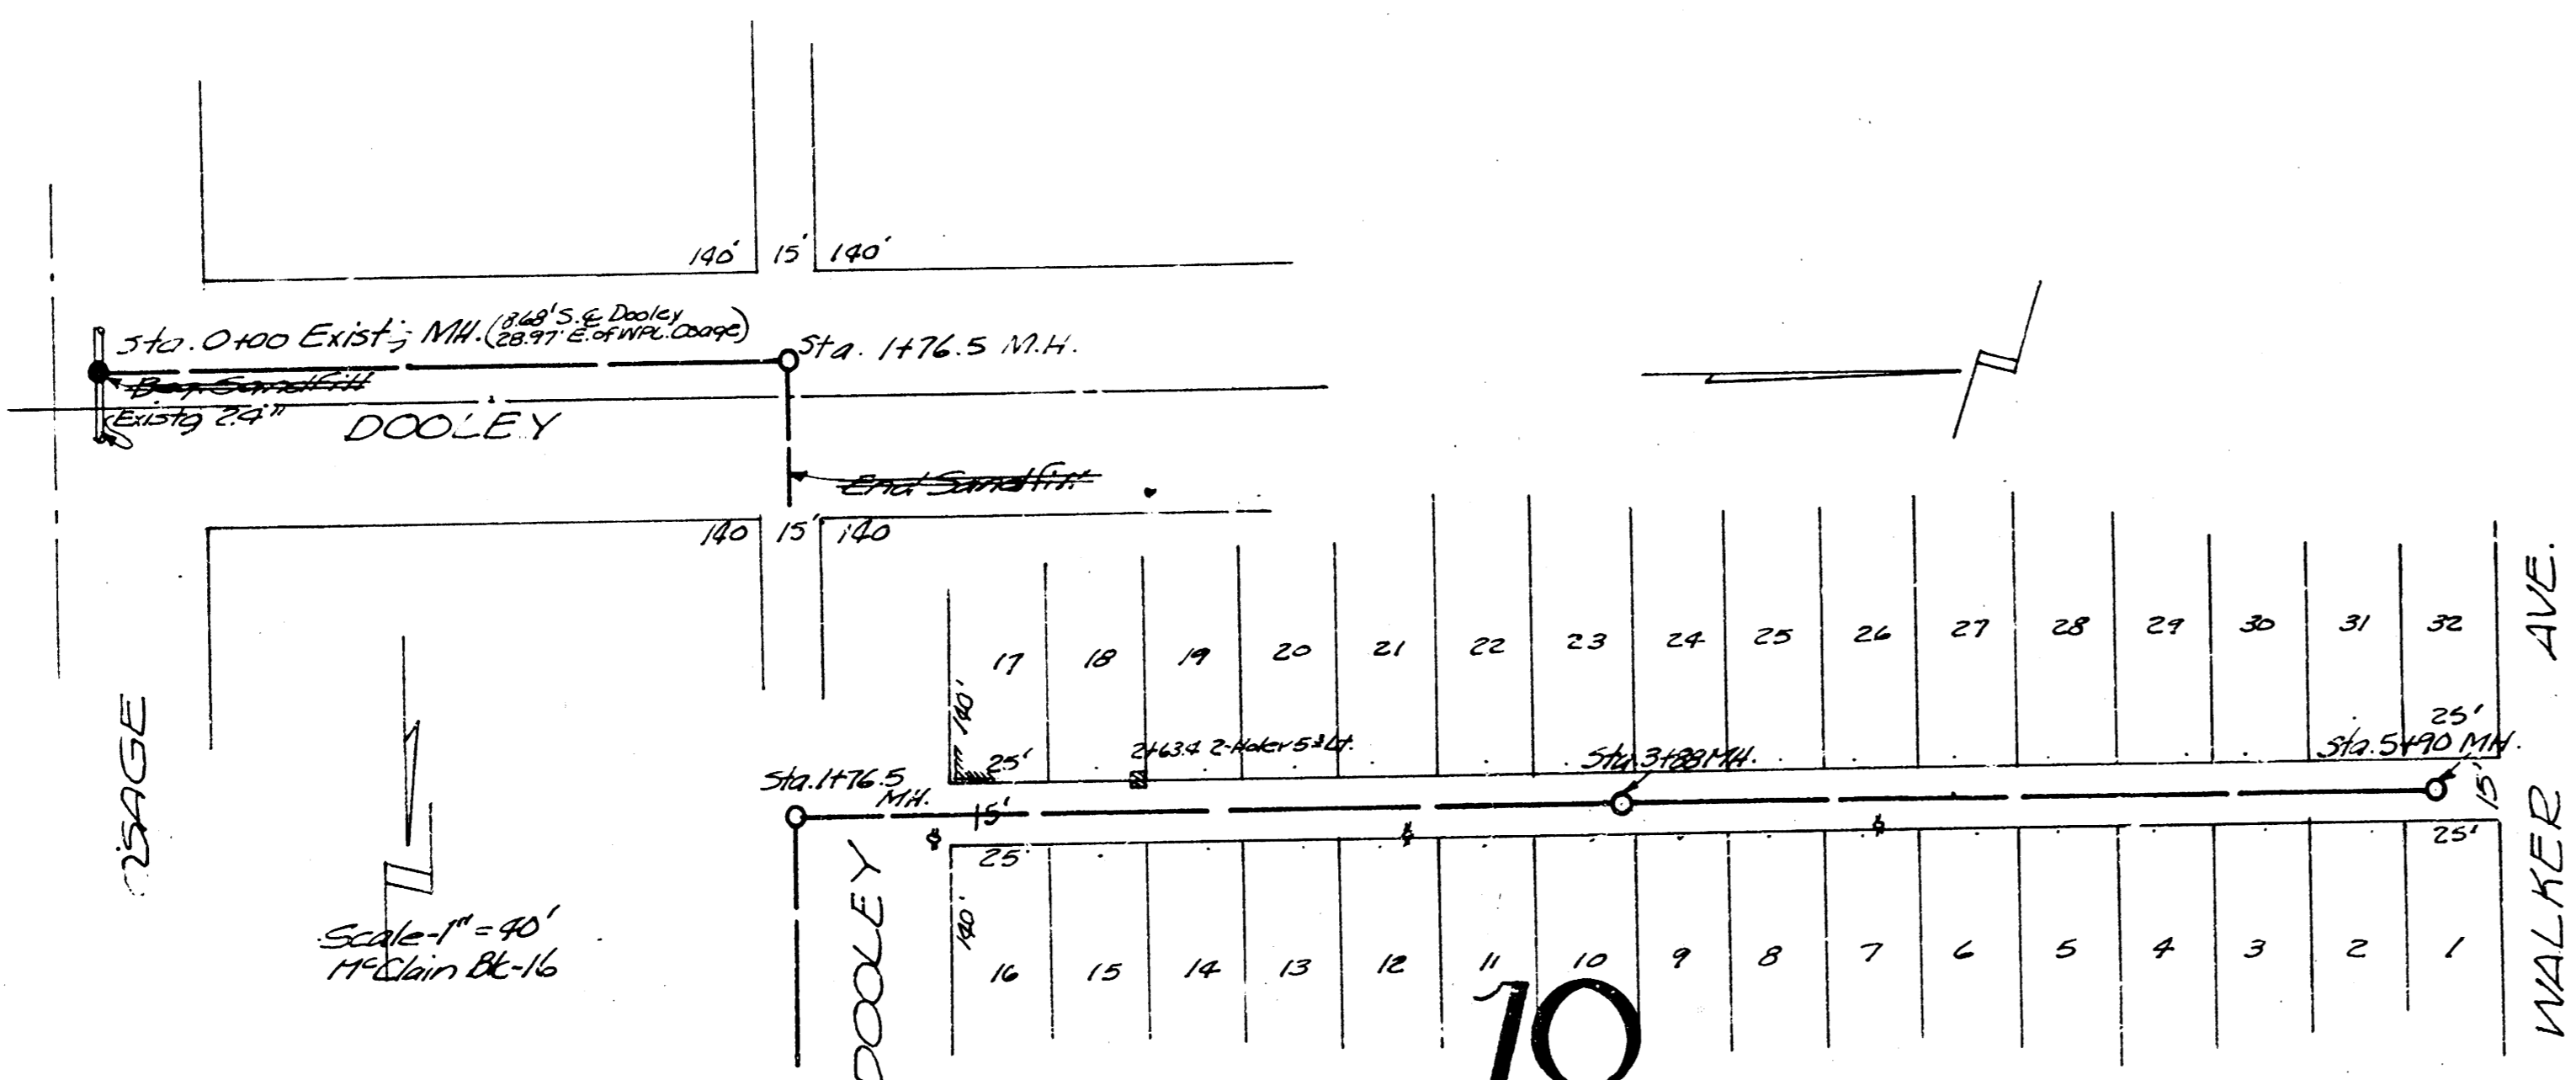 140' 15' 140'
Sta. 0+00 Exist'g MH. (8.68' S. ℄ Dooley
28.97' E. of WPL. Osage)
Sta. 1+76.5 M.H.
Beg. Sandfill
Exist'g 24"
DOOLEY
End Sandfill
140 15' 140
OSAGE
Scale-1"=40'
McClain Bk-16
17 18 19 20 21 22 23 24 25 26 27 28 29 30 31 32
140'
25'
2+63.4 2-Holer 5' Lt.
25'
Sta. 1+76.5
MH.
15'
Sta. 3+88 MH.
Sta. 5+90 MH.
15'
25'
25'
140'
16 15 14 13 12 11 10 9 8 7 6 5 4 3 2 1
DOOLEY
10
WALKER AVE.